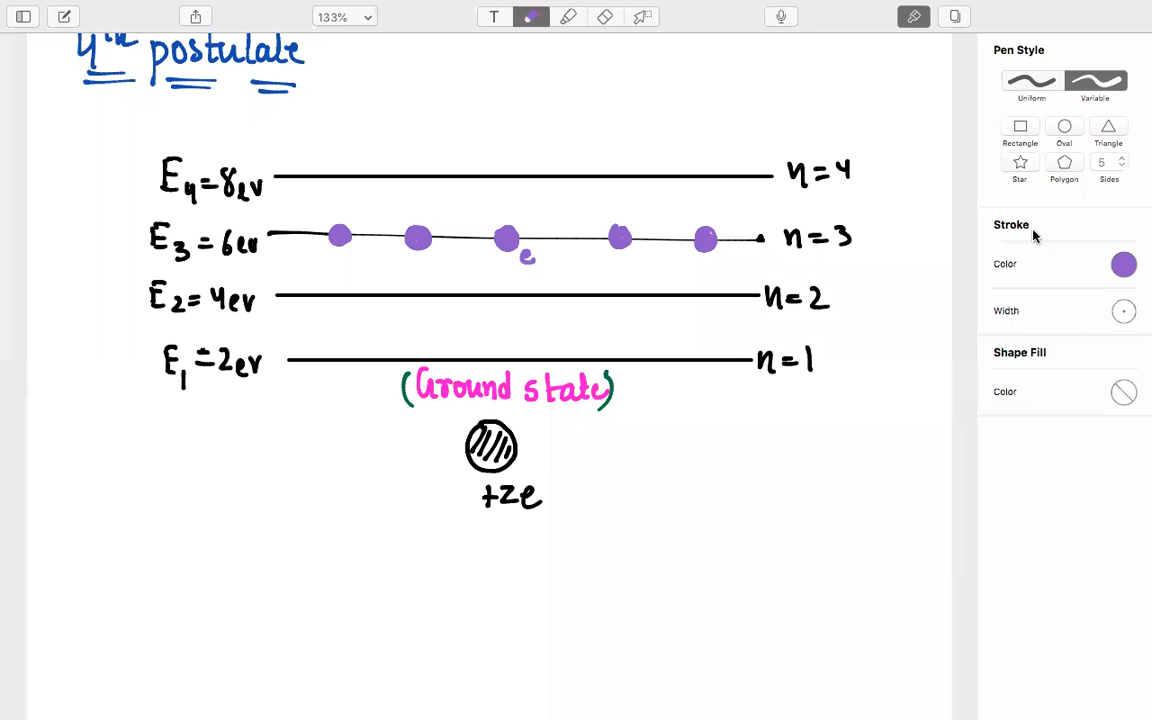 133%
T
Pen Style
4th postulate
Uniform Variable
Rectangle Oval Triangle
5
Star Polygon Sides
E4=8ev n=4
Stroke
E3=6ev e n=3
Color
E2=4ev n=2
Width
E1=2ev n=1
Shape Fill
(Ground state)
Color
+ze